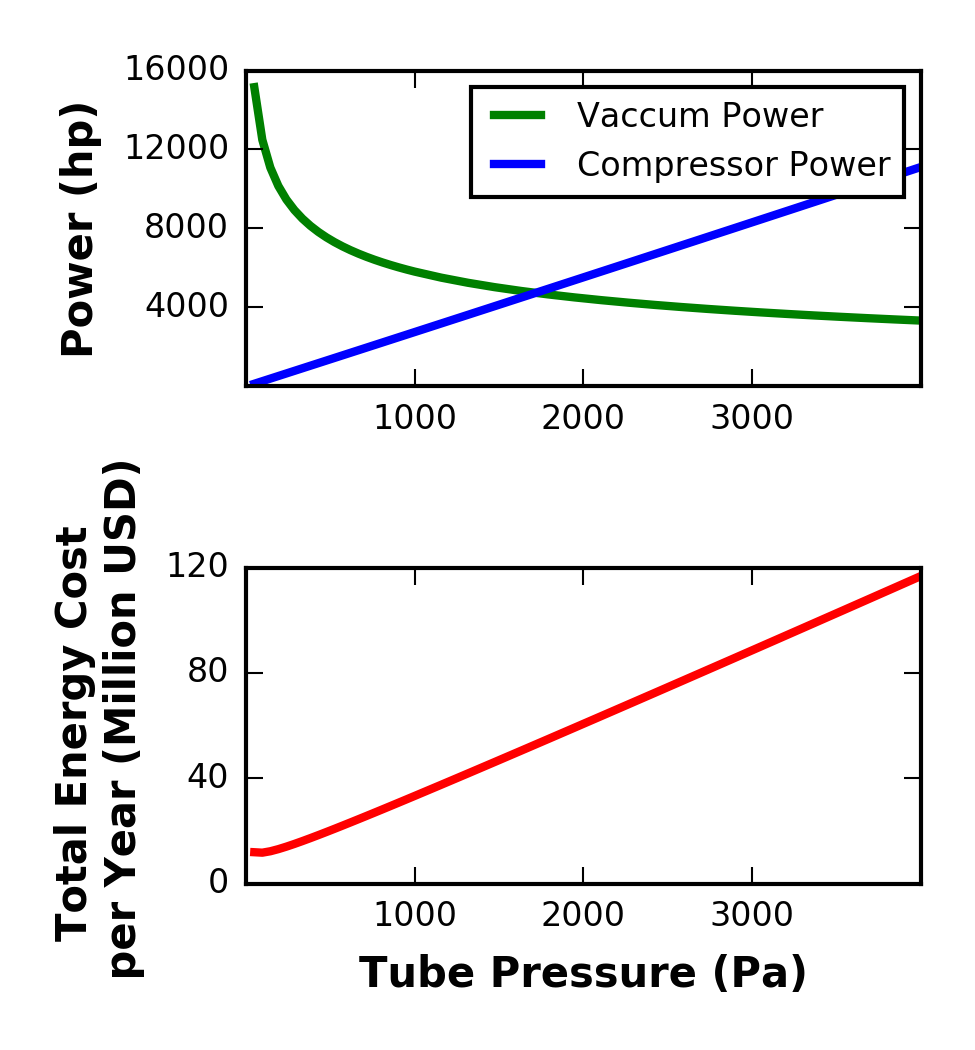 16000
12000
8000
4000
Power (hp)
Vaccum Power
Compressor Power
1000 2000 3000
120
80
40
0
Total Energy Cost
per Year (Million USD)
1000 2000 3000
Tube Pressure (Pa)